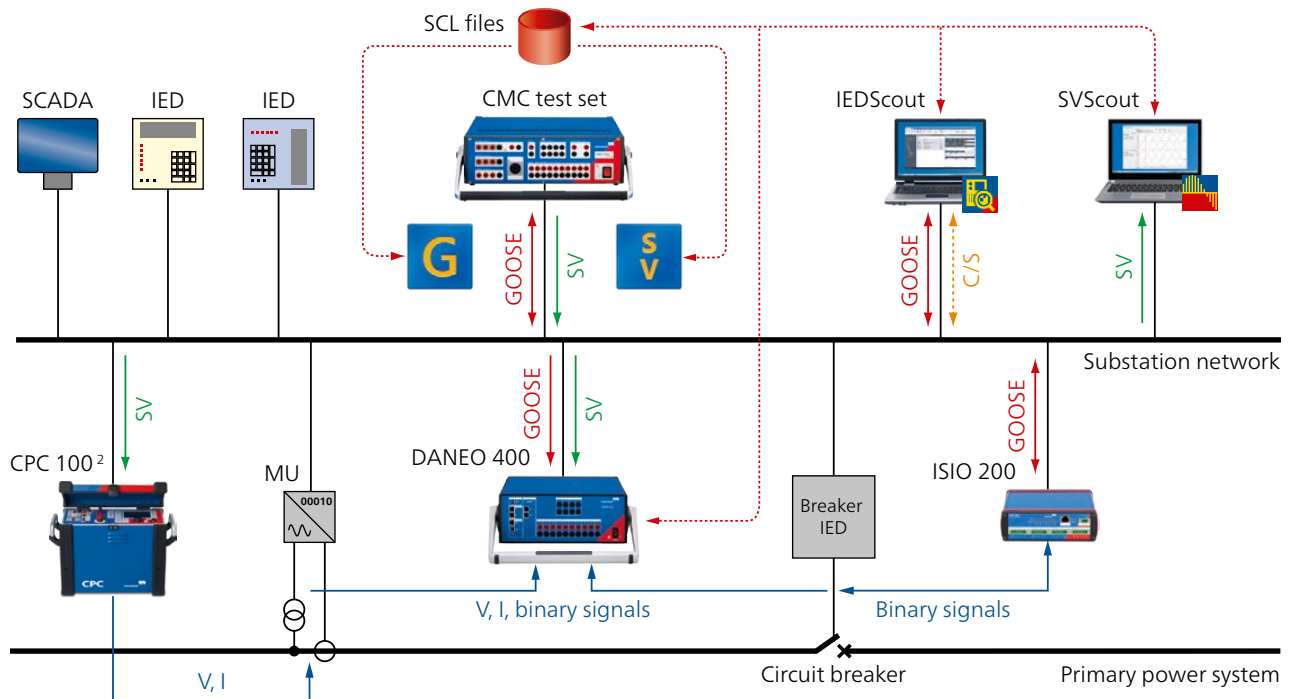 SCL files
SCADA
IED
IED
CMC test set
IEDScout
SVScout
G
S
V
GOOSE
SV
GOOSE
C/S
SV
Substation network
SV
GOOSE
SV
GOOSE
CPC 100 ²
MU
DANEO 400
ISIO 200
00010
Breaker
IED
CPC
V, I, binary signals
Binary signals
Circuit breaker
Primary power system
V, I